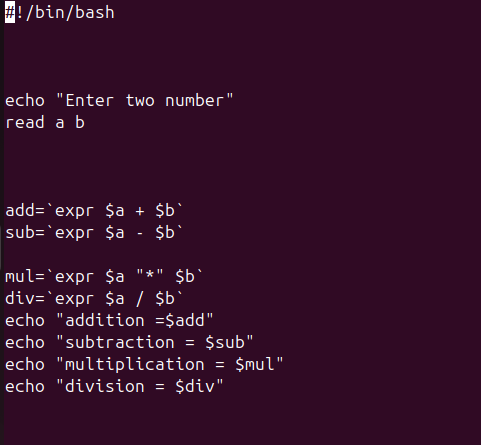 #!/bin/bash
echo "Enter two number"
read a b
add=`expr $a + $b`
sub=`expr $a - $b`
mul=`expr $a "*" $b`
div=`expr $a / $b`
echo "addition =$add"
echo "subtraction = $sub"
echo "multiplication = $mul"
echo "division = $div"